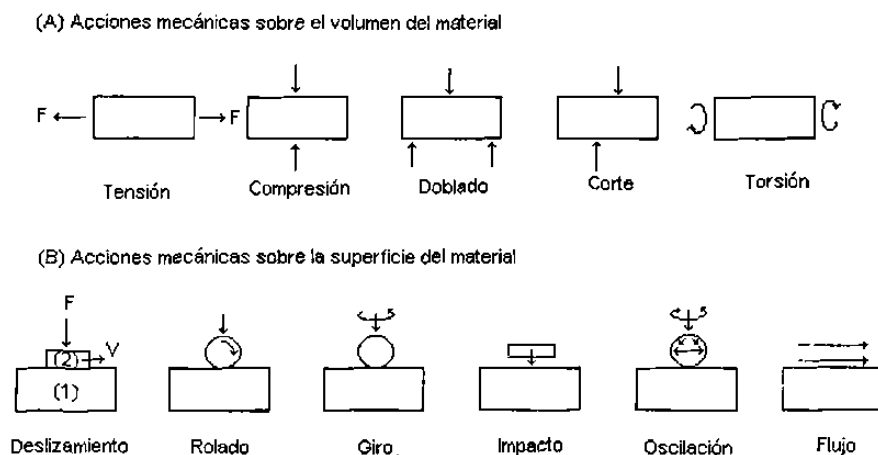 (A) Acciones mecánicas sobre el volumen del material
F F
Tensión Compresión Doblado Corte Torsión
(B) Acciones mecánicas sobre la superficie del material
F
(2) V
(1)
Deslizamiento Rolado Giro Impacto Oscilación Flujo